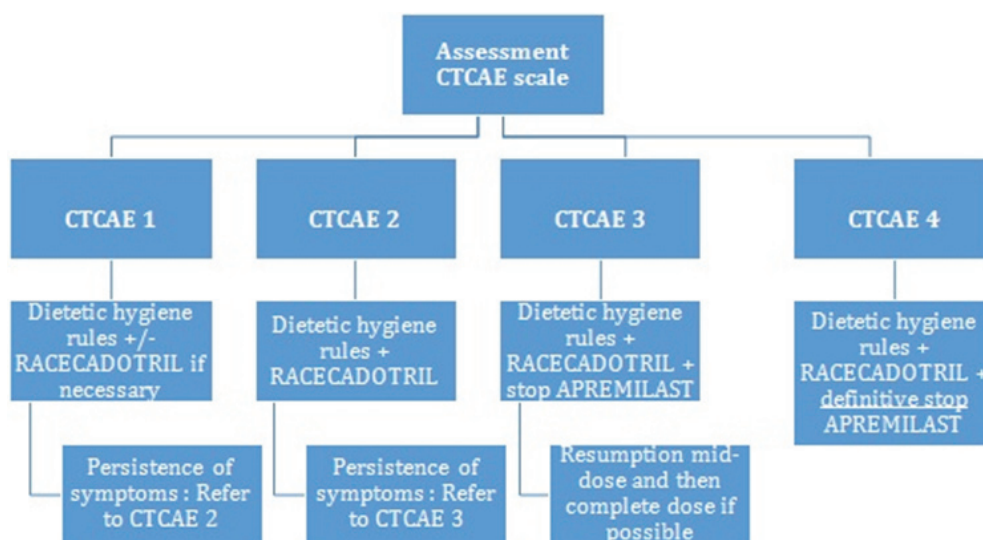 Assessment
CTCAE scale
CTCAE 1
CTCAE 2
CTCAE 3
CTCAE 4
Dietetic hygiene
rules +/-
RACECADOTRIL if
necessary
Dietetic hygiene
rules +
RACECADOTRIL
Dietetic hygiene
rules +
RACECADOTRIL +
stop APREMILAST
Dietetic hygiene
rules +
RACECADOTRIL +
definitive stop
APREMILAST
Persistence of
symptoms : Refer
to CTCAE 2
Persistence of
symptoms : Refer
to CTCAE 3
Resumption mid-
dose and then
complete dose if
possible